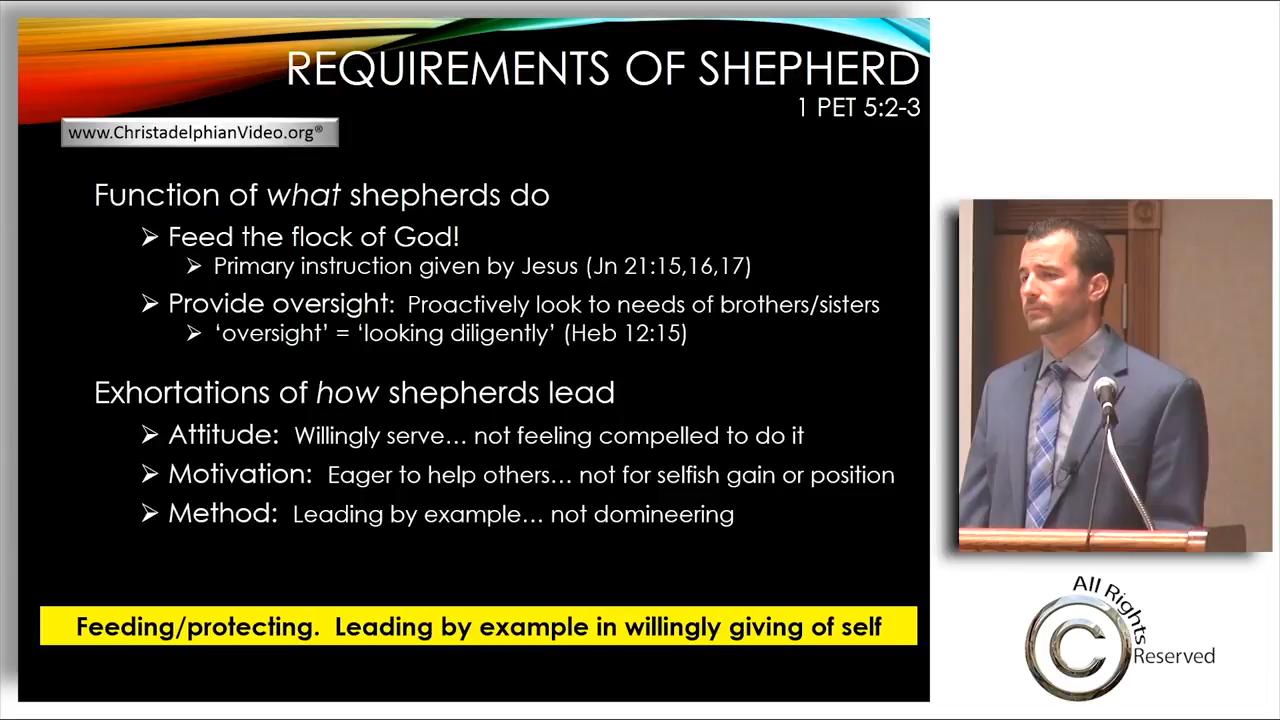 REQUIREMENTS OF SHEPHERD
1 PET 5:2-3
www.ChristadelphianVideo.org®
Function of what shepherds do
➢ Feed the flock of God!
➢ Primary instruction given by Jesus (Jn 21:15,16,17)
➢ Provide oversight: Proactively look to needs of brothers/sisters
➢ ‘oversight’ = ‘looking diligently’ (Heb 12:15)
Exhortations of how shepherds lead
➢ Attitude: Willingly serve… not feeling compelled to do it
➢ Motivation: Eager to help others… not for selfish gain or position
➢ Method: Leading by example… not domineering
Feeding/protecting. Leading by example in willingly giving of self
All Rights
©
Reserved